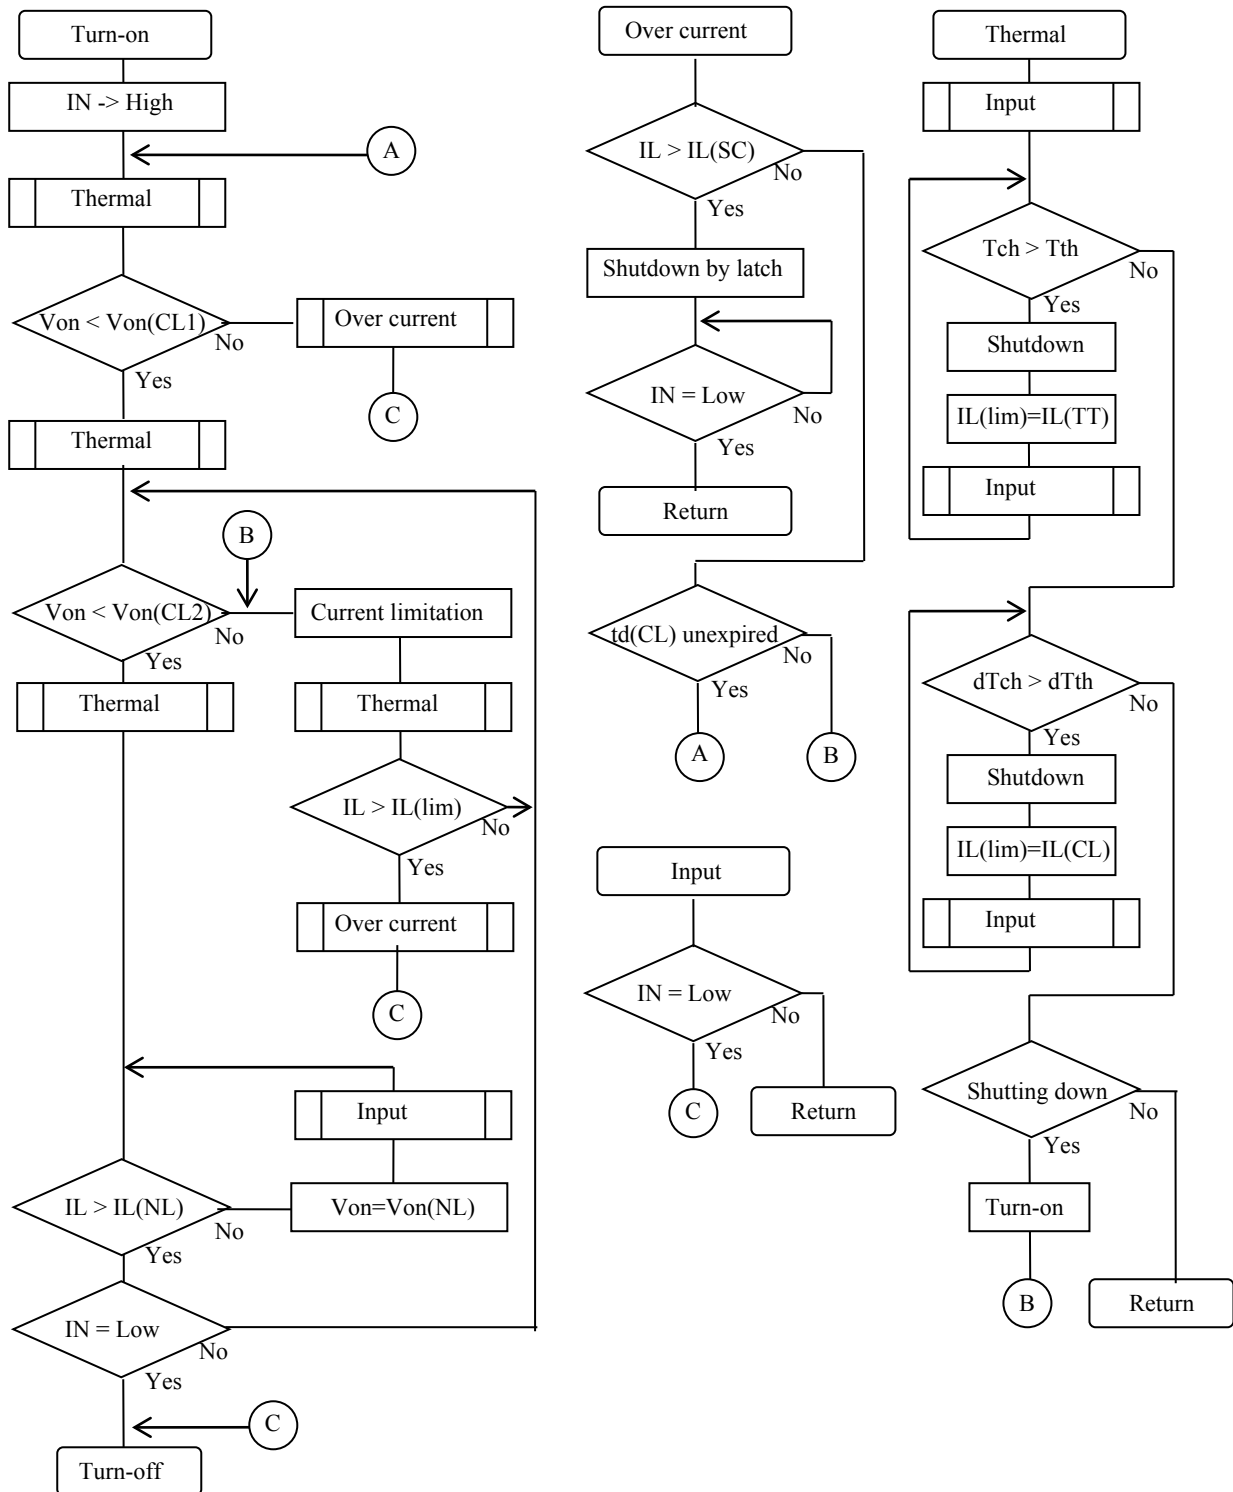 Turn-on
IN -> High
A
Thermal
Von < Von(CL1)
No
Yes
Over current
C
Thermal
B
Von < Von(CL2)
No
Yes
Current limitation
Thermal
Thermal
IL > IL(lim)
No
Yes
Over current
C
Input
IL > IL(NL)
No
Yes
Von=Von(NL)
IN = Low
No
Yes
C
Turn-off
Over current
IL > IL(SC)
No
Yes
Shutdown by latch
IN = Low
No
Yes
Return
td(CL) unexpired
No
Yes
A
B
Input
IN = Low
No
Yes
C
Return
Thermal
Input
Tch > Tth
No
Yes
Shutdown
IL(lim)=IL(TT)
Input
dTch > dTth
No
Yes
Shutdown
IL(lim)=IL(CL)
Input
Shutting down
No
Yes
Turn-on
B
Return